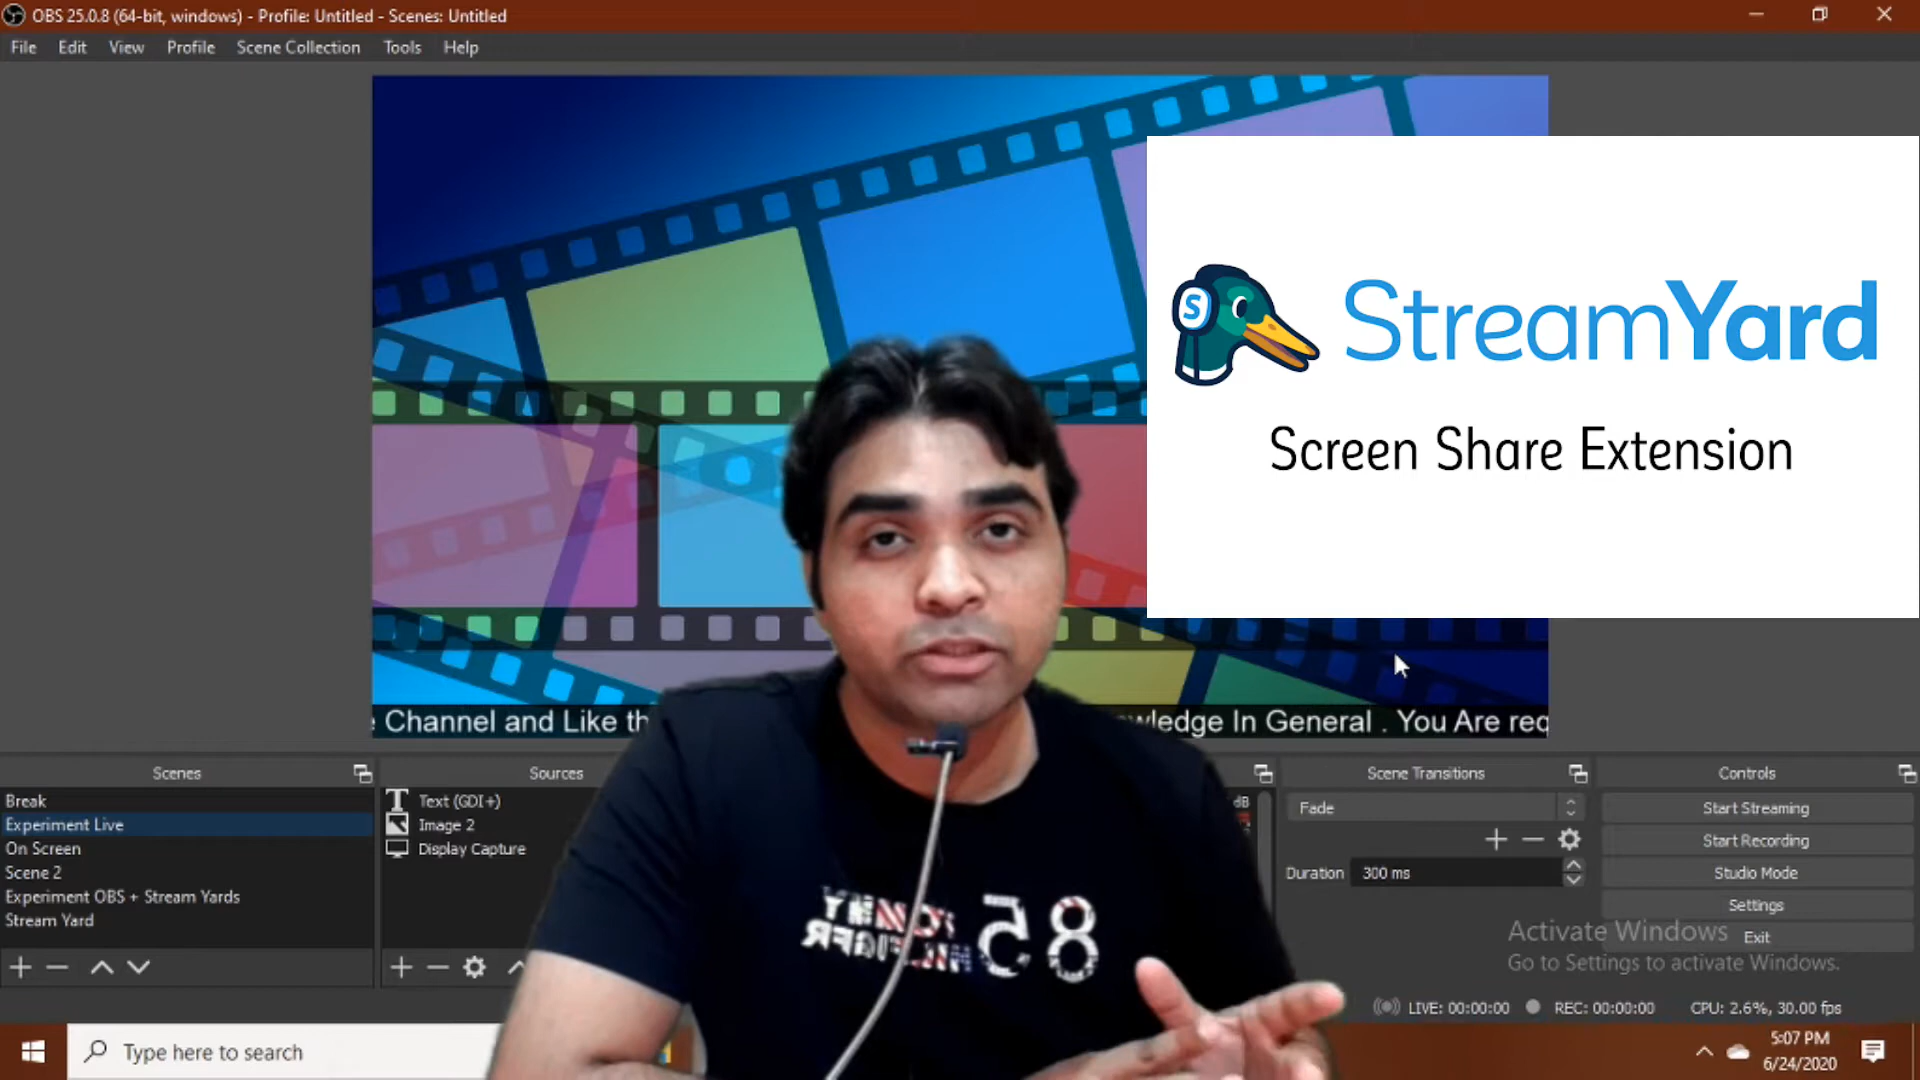 OBS 25.0.8 (64-bit, windows) - Profile: Untitled - Scenes: Untitled
File Edit View Profile Scene Collection Tools Help
S StreamYard
Screen Share Extension
Channel and Like In General . You Are
Scenes Sources Scene Transitions Controls
Break
Experiment Live
On Screen
Scene 2
Experiment OBS + Stream Yards
Stream Yard
Text (GDI+)
Image 2
Display Capture
dB
Fade
Duration 300 ms
Start Streaming
Start Recording
Studio Mode
Settings
Exit
TOMMY
HILFIGER
85
Activate Windows
Go to Settings to activate Windows.
LIVE: 00:00:00 REC: 00:00:00 CPU: 2.6%, 30.00 fps
Type here to search
5:07 PM
6/24/2020